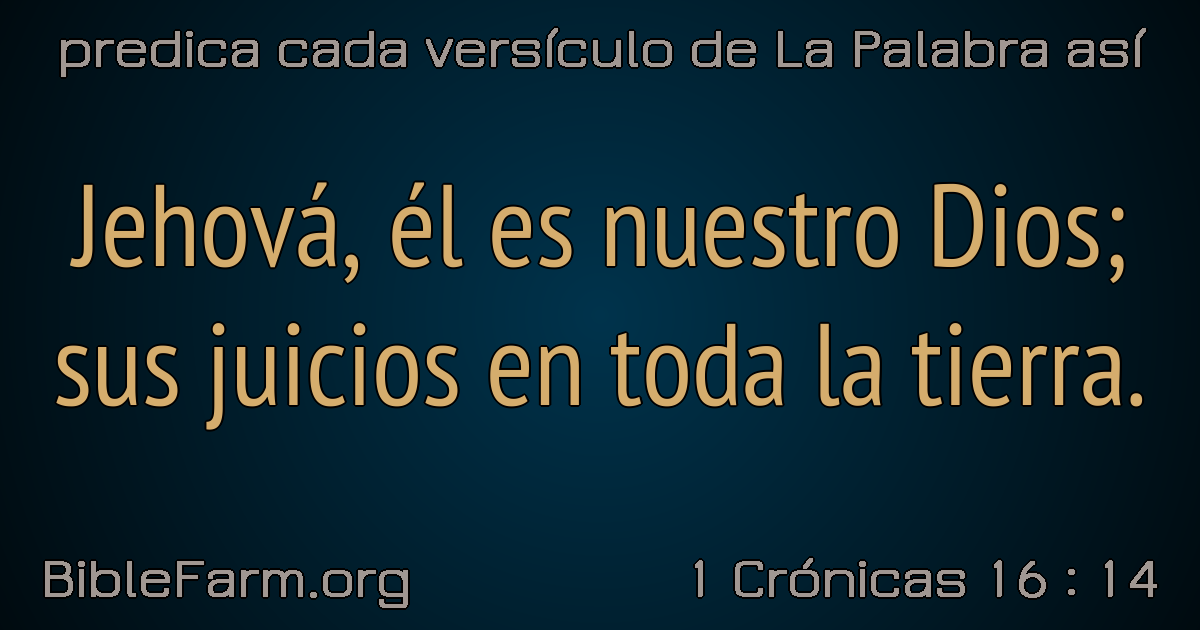 predica cada versículo de La Palabra así
Jehová, él es nuestro Dios;
sus juicios en toda la tierra.
BibleFarm.org
1 Crónicas 16 : 14